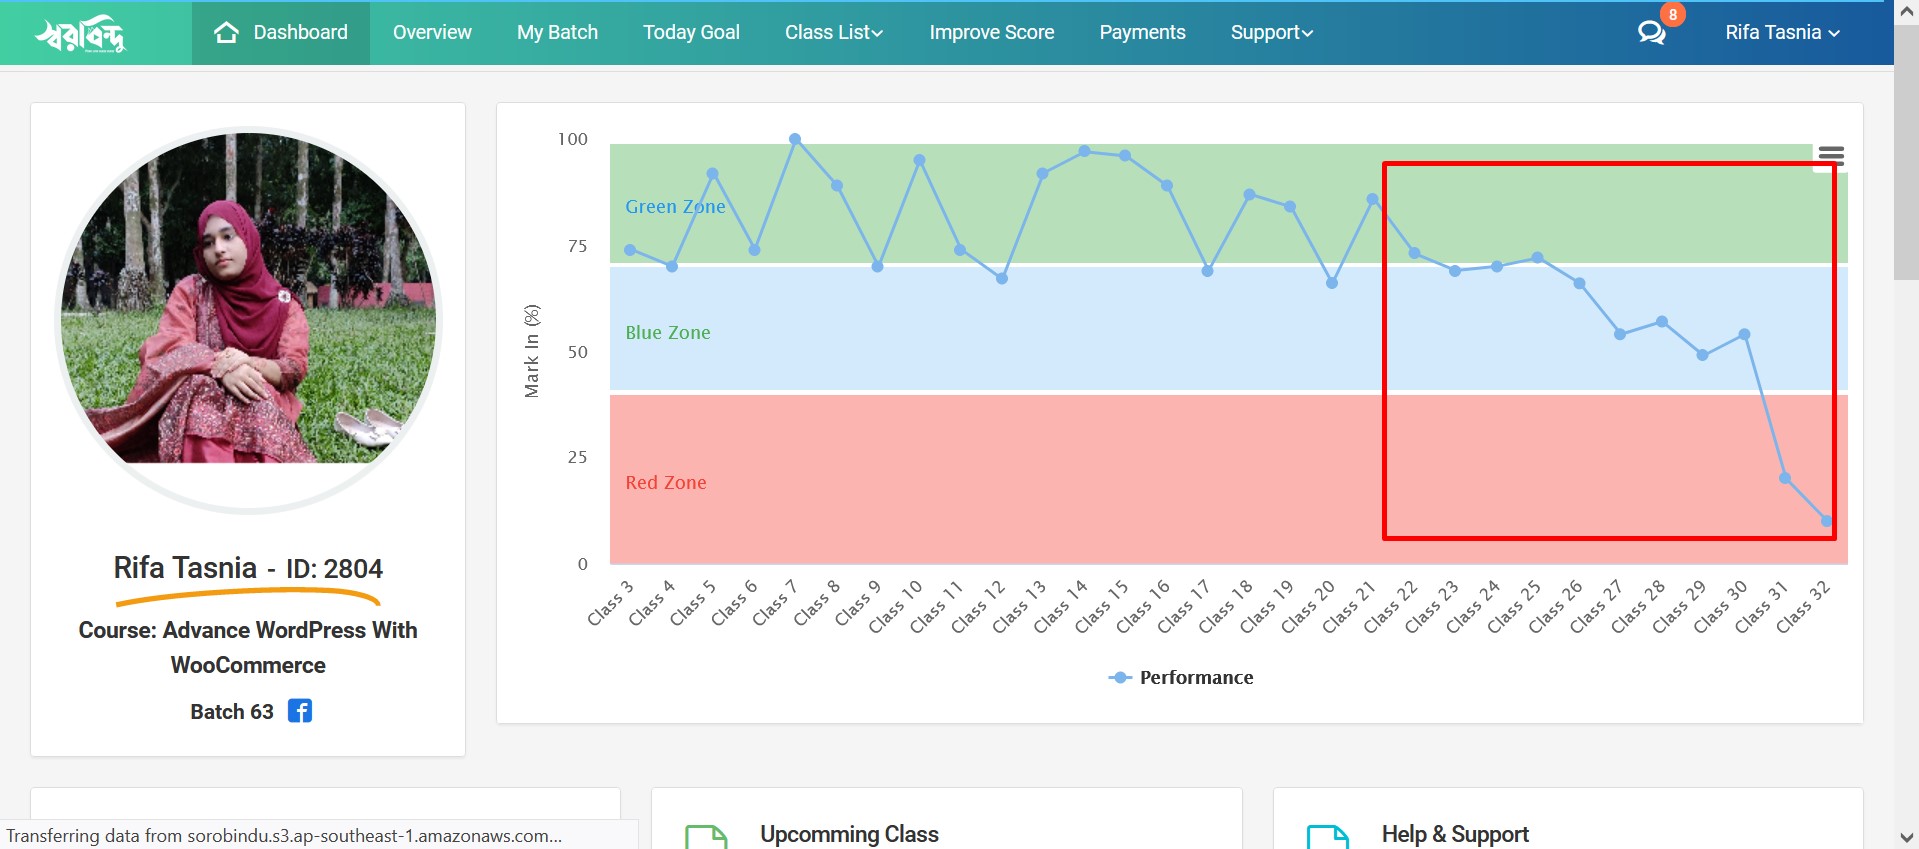 স্বরবিন্দু
Dashboard
Overview
My Batch
Today Goal
Class List
Improve Score
Payments
Support
8
Rifa Tasnia
Rifa Tasnia - ID: 2804
Course: Advance WordPress With
WooCommerce
Batch 63
Mark In (%)
100
75
50
25
0
Green Zone
Blue Zone
Red Zone
Class 3
Class 4
Class 5
Class 6
Class 7
Class 8
Class 9
Class 10
Class 11
Class 12
Class 13
Class 14
Class 15
Class 16
Class 17
Class 18
Class 19
Class 20
Class 21
Class 22
Class 23
Class 24
Class 25
Class 26
Class 27
Class 28
Class 29
Class 30
Class 31
Class 32
Performance
Upcomming Class
Help & Support
Transferring data from sorobindu.s3.ap-southeast-1.amazonaws.com...